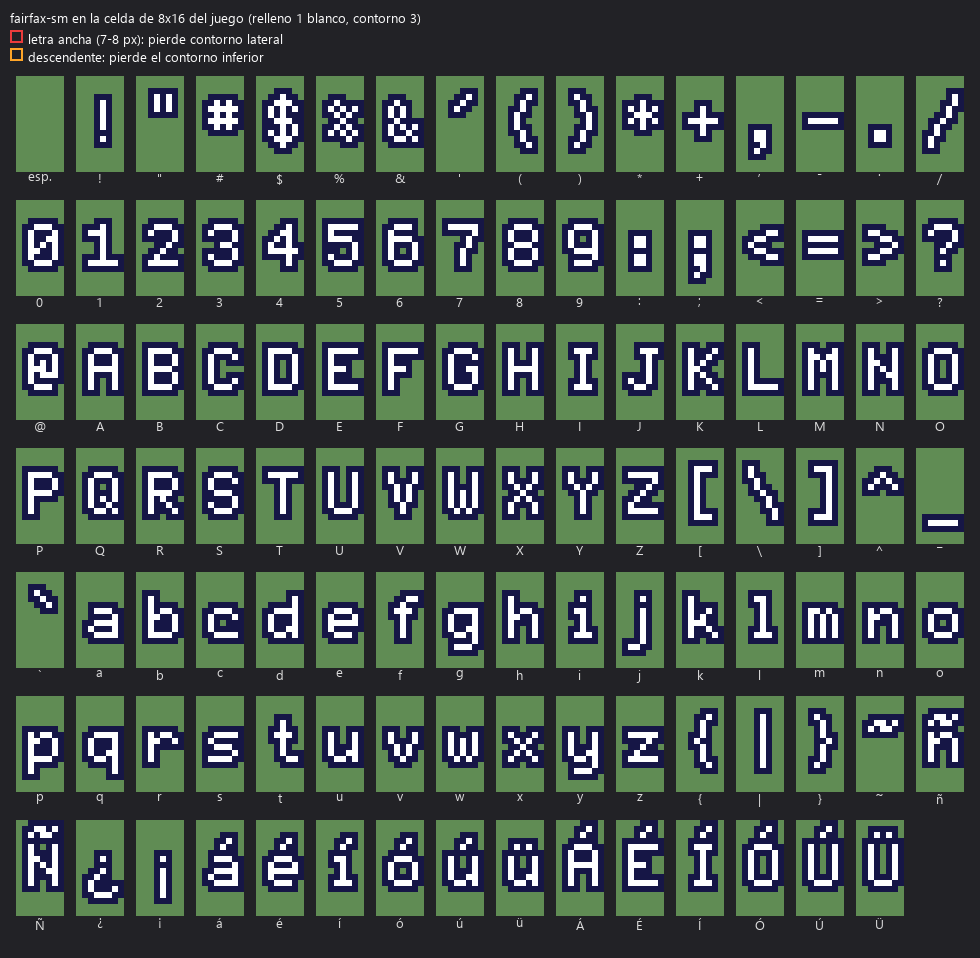 fairfax-sm en la celda de 8x16 del juego (relleno 1 blanco, contorno 3)
letra ancha (7-8 px): pierde contorno lateral
descendente: pierde el contorno inferior
! " # $ % & ' ( ) * + , - . /
esp. ! " # $ % & ' ( ) * + , - . /
0 1 2 3 4 5 6 7 8 9 : ; < = > ?
0 1 2 3 4 5 6 7 8 9 : ; < = > ?
@ A B C D E F G H I J K L M N O
@ A B C D E F G H I J K L M N O
P Q R S T U V W X Y Z [ \ ] ^ _
P Q R S T U V W X Y Z [ \ ] ^ _
` a b c d e f g h i j k l m n o
` a b c d e f g h i j k l m n o
p q r s t u v w x y z { | } ~ ñ
p q r s t u v w x y z { | } ~ ñ
Ñ ¿ ¡ á é í ó ú ü Á É Í Ó Ú Ü
Ñ ¿ ¡ á é í ó ú ü Á É Í Ó Ú Ü